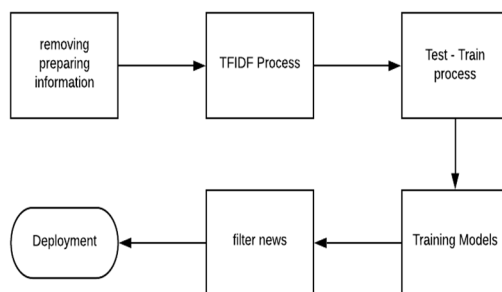 removing
preparing
information
TFIDF Process
Test - Train
process
Training Models
filter news
Deployment